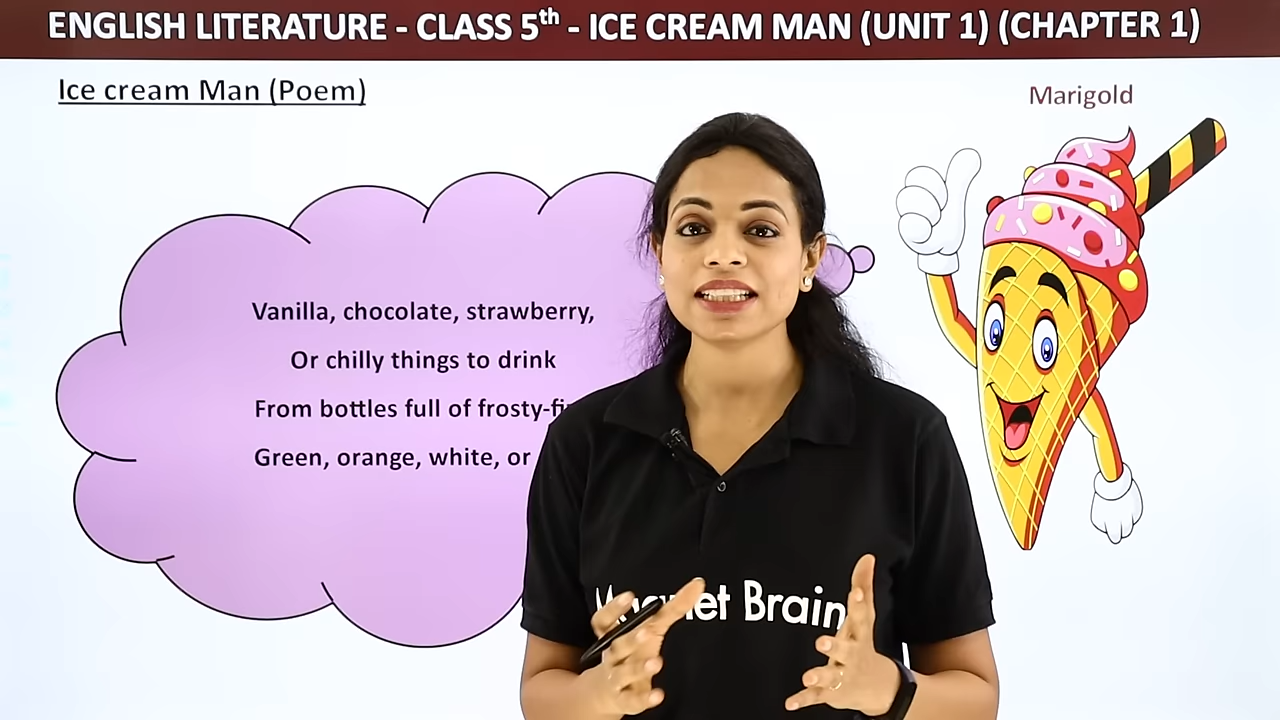 ENGLISH LITERATURE - CLASS 5th - ICE CREAM MAN (UNIT 1) (CHAPTER 1)
Ice cream Man (Poem)
Marigold
Vanilla, chocolate, strawberry,
Or chilly things to drink
From bottles full of
Green, orange, white, or
Brain